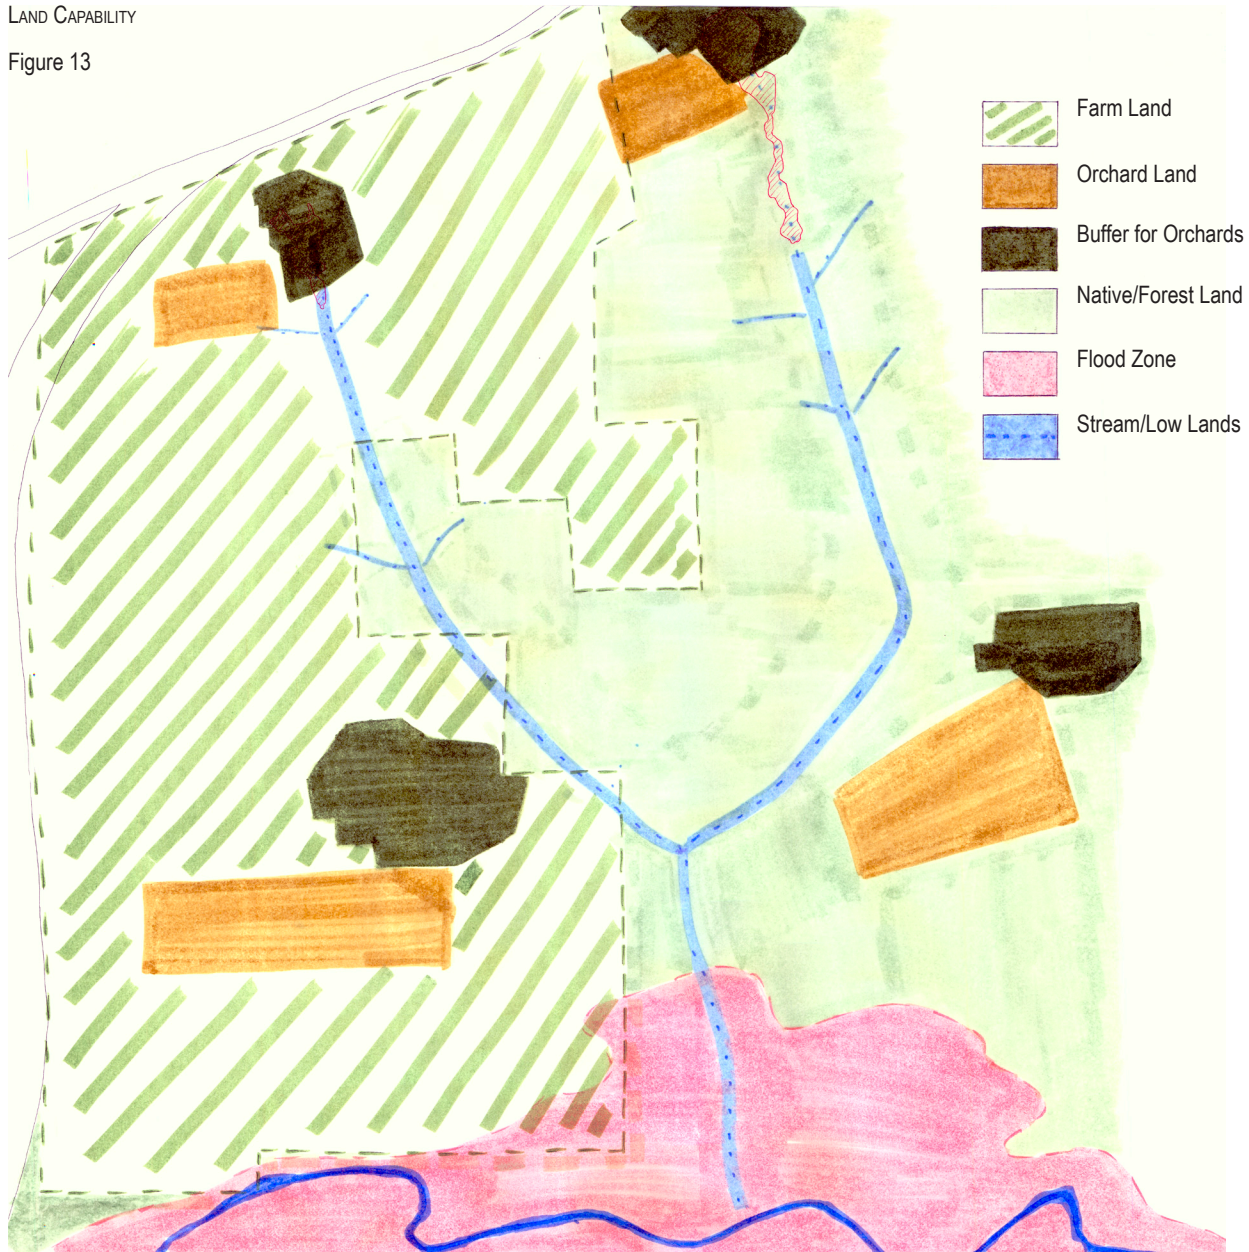 LAND CAPABILITY
Figure 13
Farm Land
Orchard Land
Buffer for Orchards
Native/Forest Land
Flood Zone
Stream/Low Lands